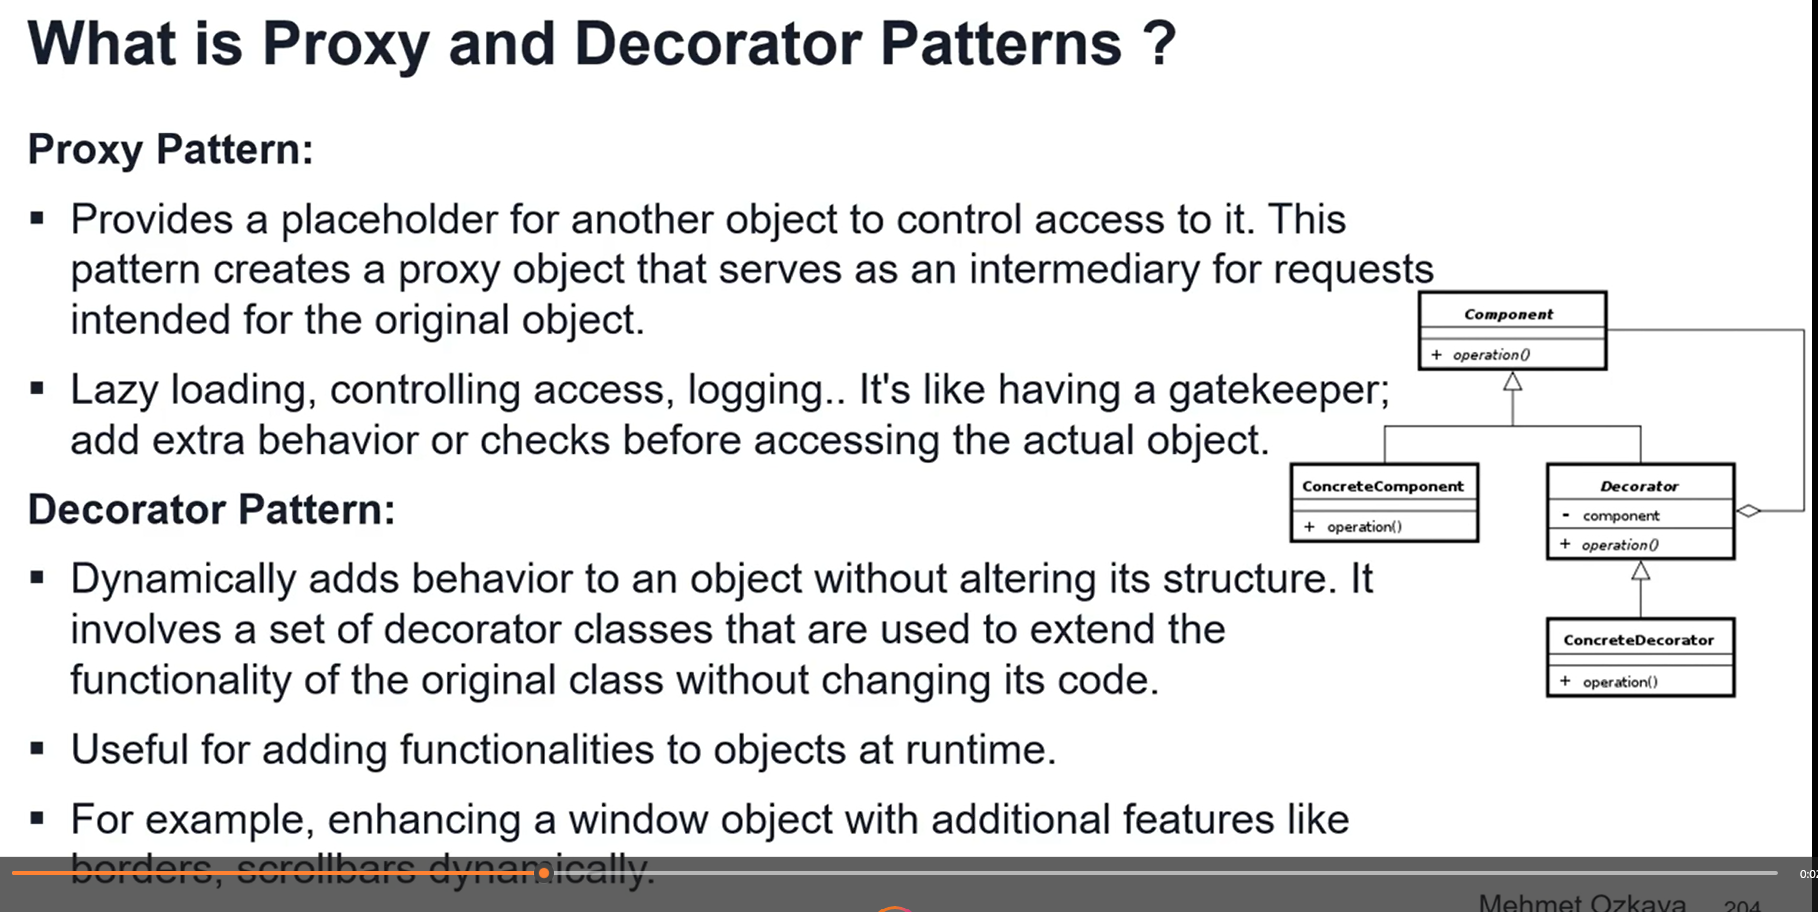 What is Proxy and Decorator Patterns ?
Proxy Pattern:
▪ Provides a placeholder for another object to control access to it. This
pattern creates a proxy object that serves as an intermediary for requests
intended for the original object.
▪ Lazy loading, controlling access, logging.. It's like having a gatekeeper;
add extra behavior or checks before accessing the actual object.
Decorator Pattern:
▪ Dynamically adds behavior to an object without altering its structure. It
involves a set of decorator classes that are used to extend the
functionality of the original class without changing its code.
▪ Useful for adding functionalities to objects at runtime.
▪ For example, enhancing a window object with additional features like
borders, scrollbars dynamically.
Component
+ operation()
ConcreteComponent
+ operation()
Decorator
- component
+ operation()
ConcreteDecorator
+ operation()
Mehmet Ozkaya 204